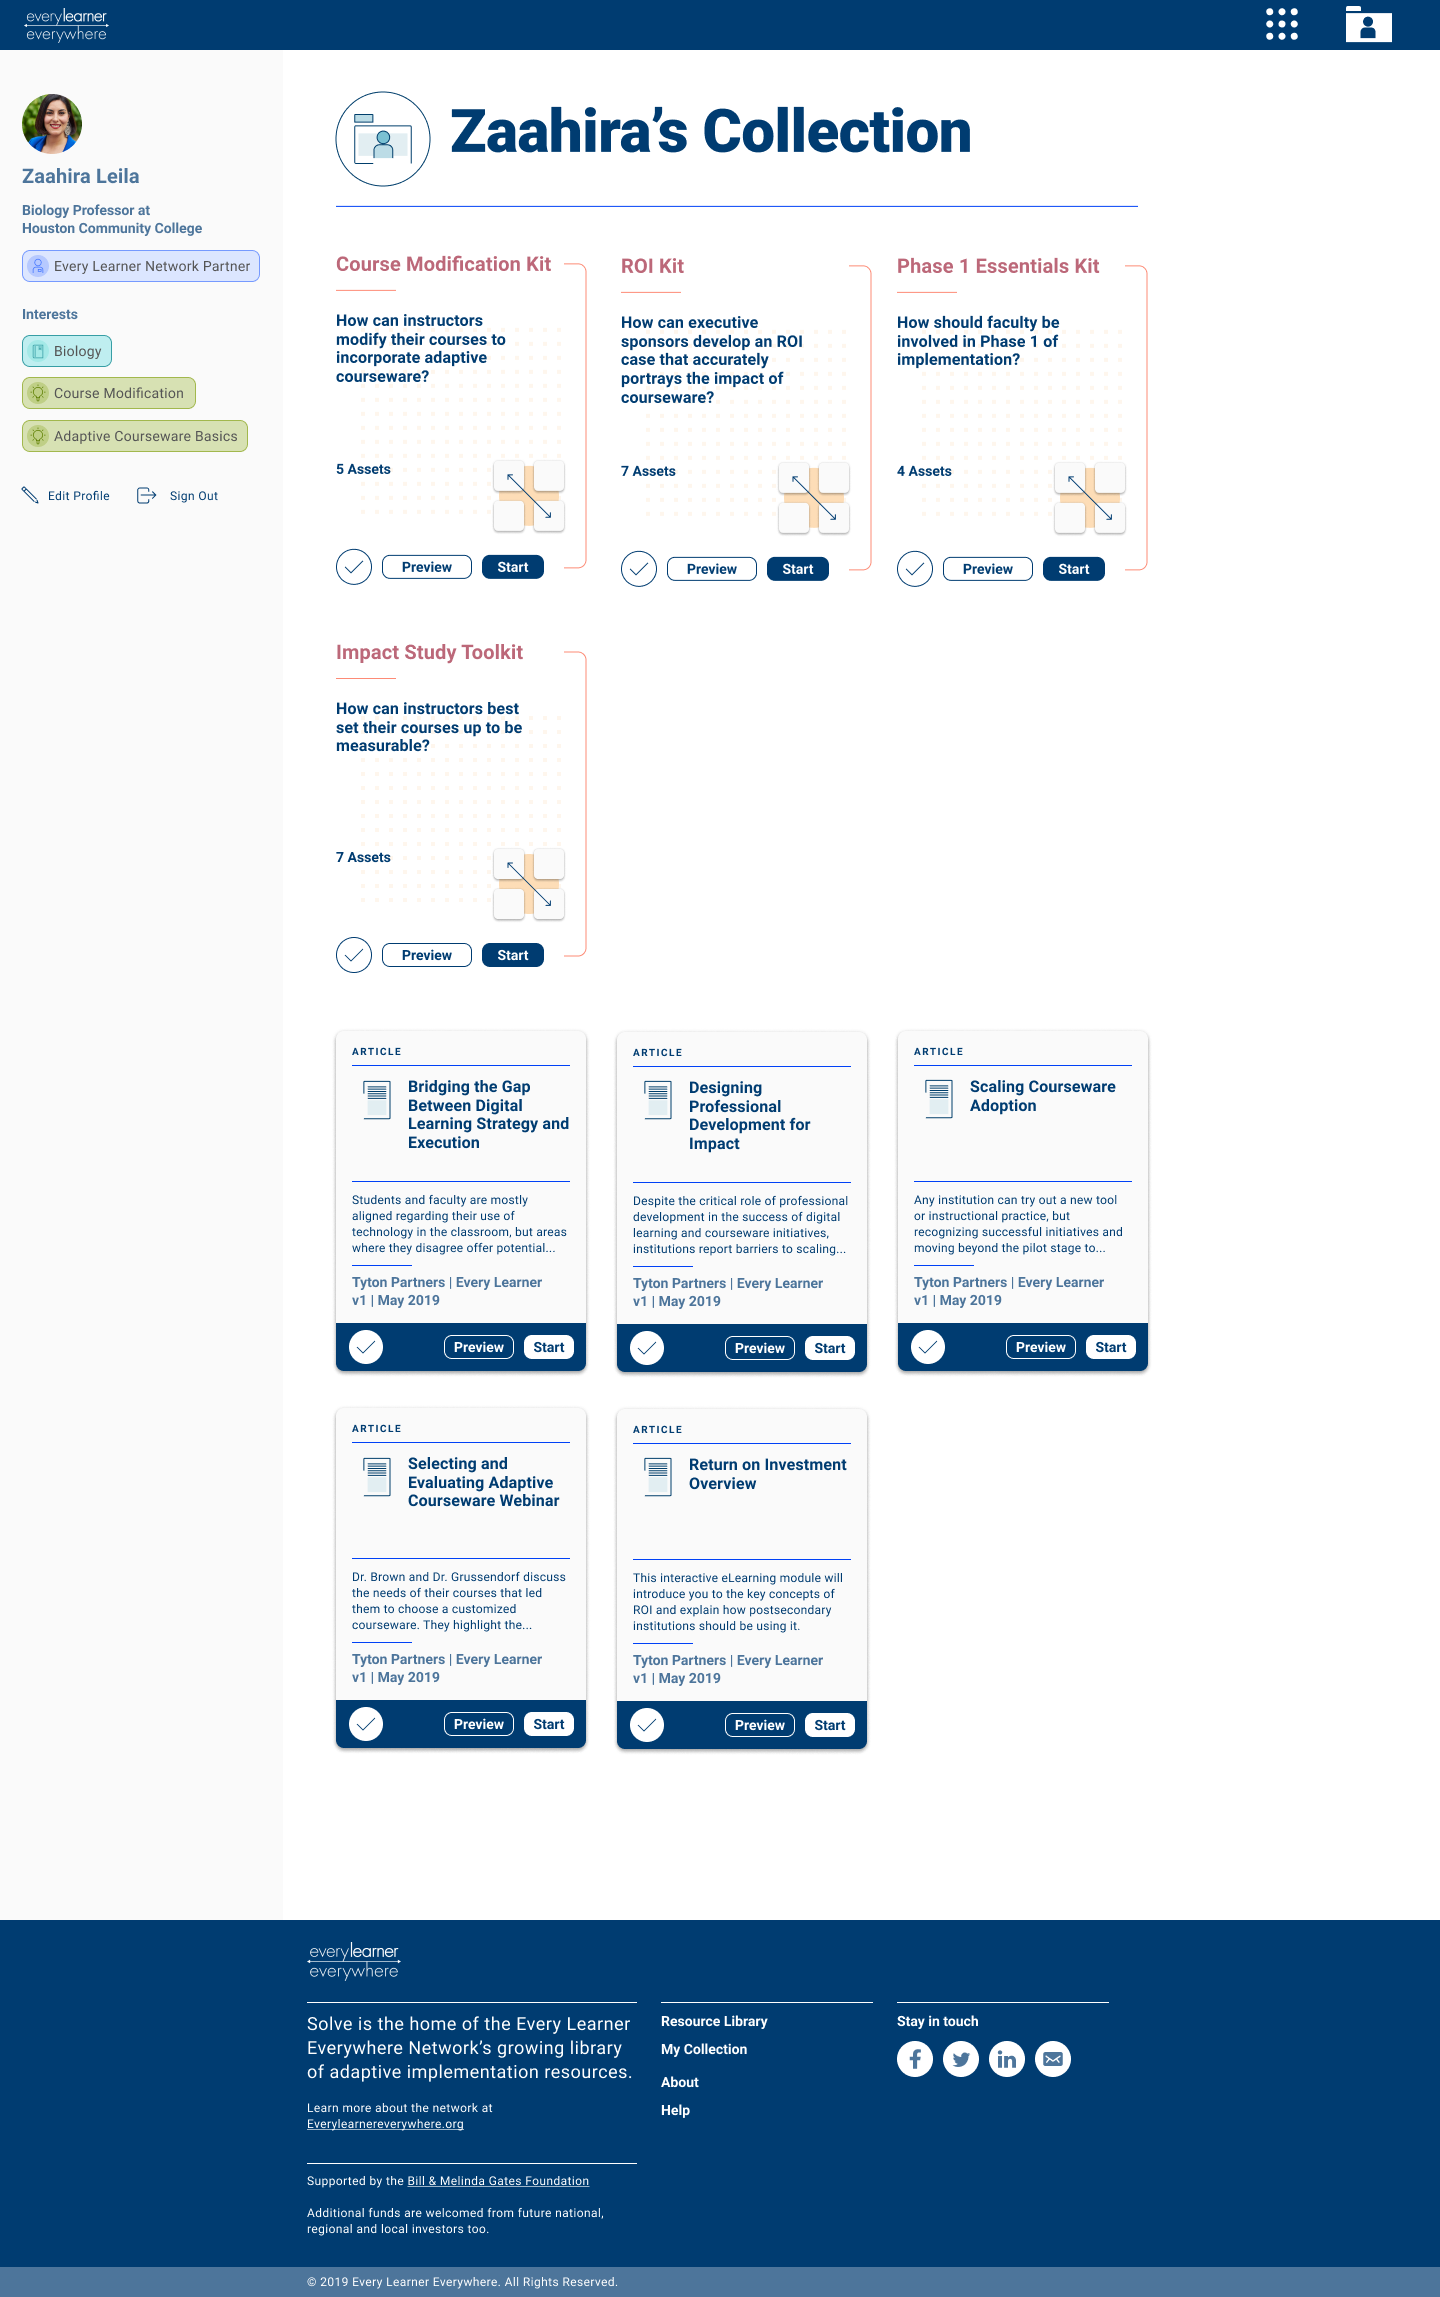 everylearner
everywhere
Zaahira Leila
Biology Professor at
Houston Community College
Every Learner Network Partner
Interests
Biology
Course Modification
Adaptive Courseware Basics
Edit Profile
Sign Out
Zaahira’s Collection
Course Modification Kit
How can instructors
modify their courses to
incorporate adaptive
courseware?
5 Assets
Preview
Start
ROI Kit
How can executive
sponsors develop an ROI
case that accurately
portrays the impact of
courseware?
7 Assets
Preview
Start
Phase 1 Essentials Kit
How should faculty be
involved in Phase 1 of
implementation?
4 Assets
Preview
Start
Impact Study Toolkit
How can instructors best
set their courses up to be
measurable?
7 Assets
Preview
Start
ARTICLE
Bridging the Gap
Between Digital
Learning Strategy and
Execution
Students and faculty are mostly
aligned regarding their use of
technology in the classroom, but areas
where they disagree offer potential...
Tyton Partners | Every Learner
v1 | May 2019
Preview
Start
ARTICLE
Designing
Professional
Development for
Impact
Despite the critical role of professional
development in the success of digital
learning and courseware initiatives,
institutions report barriers to scaling...
Tyton Partners | Every Learner
v1 | May 2019
Preview
Start
ARTICLE
Scaling Courseware
Adoption
Any institution can try out a new tool
or instructional practice, but
recognizing successful initiatives and
moving beyond the pilot stage to...
Tyton Partners | Every Learner
v1 | May 2019
Preview
Start
ARTICLE
Selecting and
Evaluating Adaptive
Courseware Webinar
Dr. Brown and Dr. Grussendorf discuss
the needs of their courses that led
them to choose a customized
courseware. They highlight the...
Tyton Partners | Every Learner
v1 | May 2019
Preview
Start
ARTICLE
Return on Investment
Overview
This interactive eLearning module will
introduce you to the key concepts of
ROI and explain how postsecondary
institutions should be using it.
Tyton Partners | Every Learner
v1 | May 2019
Preview
Start
everylearner
everywhere
Solve is the home of the Every Learner
Everywhere Network’s growing library
of adaptive implementation resources.
Learn more about the network at
Everylearnereverywhere.org
Supported by the Bill & Melinda Gates Foundation
Additional funds are welcomed from future national,
regional and local investors too.
Resource Library
My Collection
About
Help
Stay in touch
© 2019 Every Learner Everywhere. All Rights Reserved.